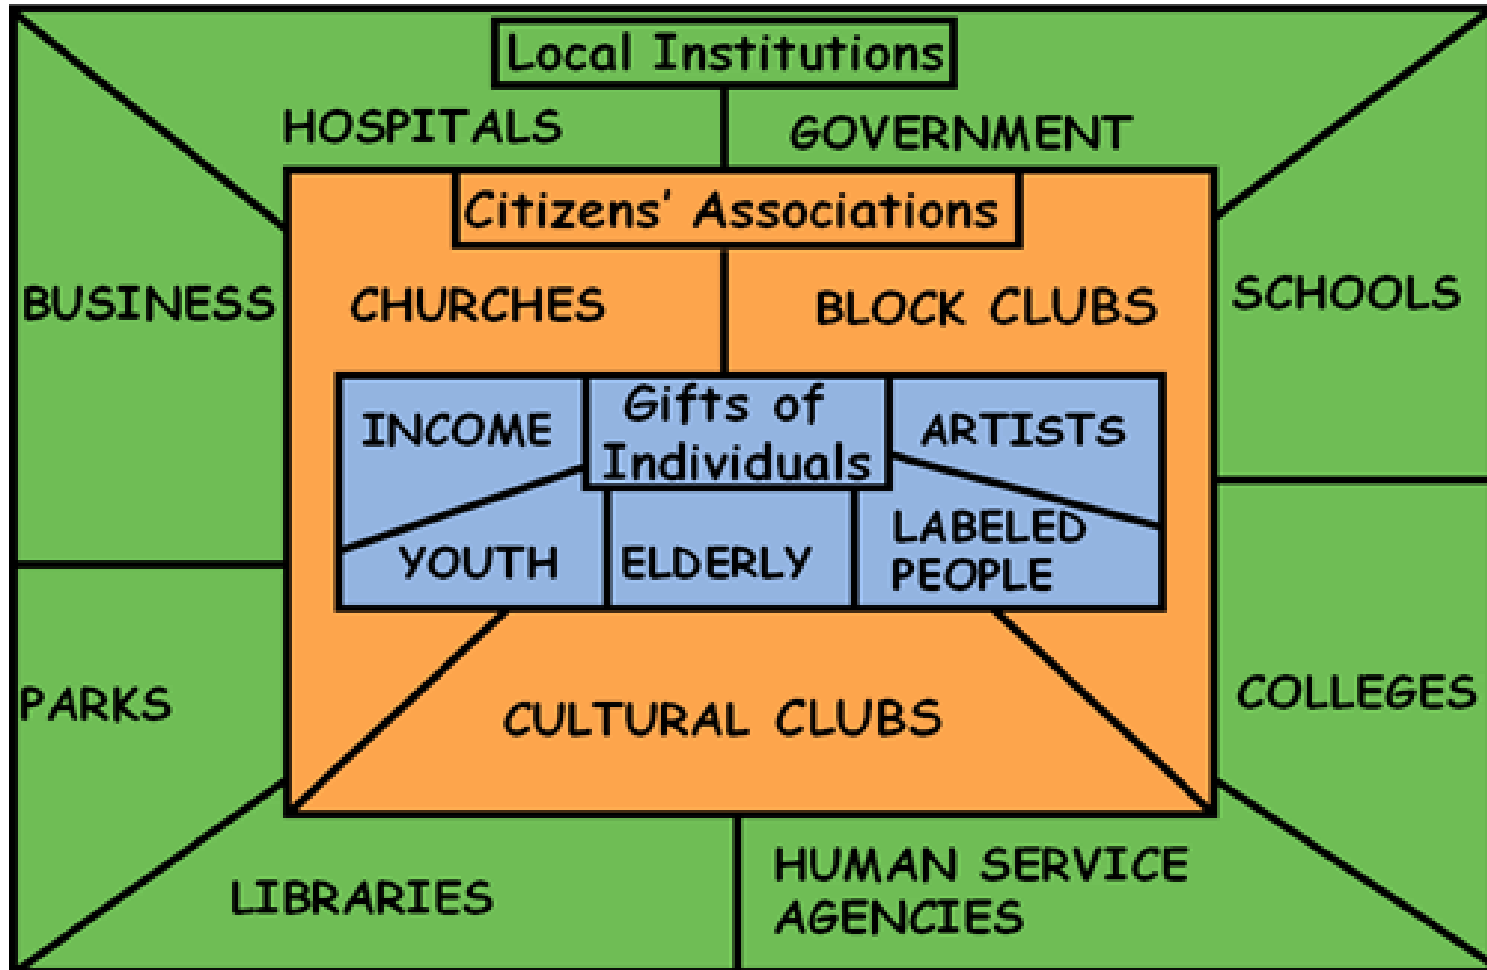 Local Institutions
HOSPITALS
GOVERNMENT
Citizens' Associations
BUSINESS
CHURCHES
BLOCK CLUBS
SCHOOLS
INCOME
Gifts of
Individuals
ARTISTS
YOUTH
ELDERLY
LABELED
PEOPLE
PARKS
CULTURAL CLUBS
COLLEGES
LIBRARIES
HUMAN SERVICE
AGENCIES